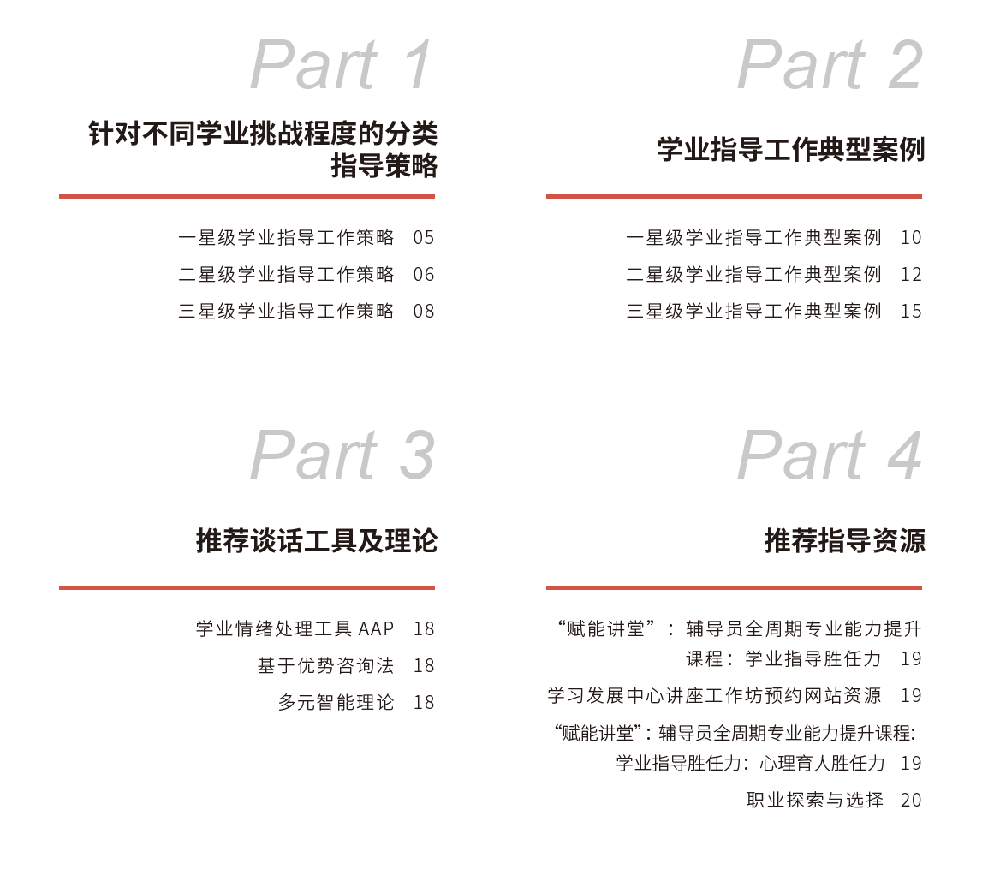 Part 1
针对不同学业挑战程度的分类
指导策略
一星级学业指导工作策略 05
二星级学业指导工作策略 06
三星级学业指导工作策略 08
Part 2
学业指导工作典型案例
一星级学业指导工作典型案例 10
二星级学业指导工作典型案例 12
三星级学业指导工作典型案例 15
Part 3
推荐谈话工具及理论
学业情绪处理工具 AAP 18
基于优势咨询法 18
多元智能理论 18
Part 4
推荐指导资源
“赋能讲堂”：辅导员全周期专业能力提升
课程：学业指导胜任力 19
学习发展中心讲座工作坊预约网站资源 19
“赋能讲堂”：辅导员全周期专业能力提升课程：
学业指导胜任力：心理育人胜任力 19
职业探索与选择 20